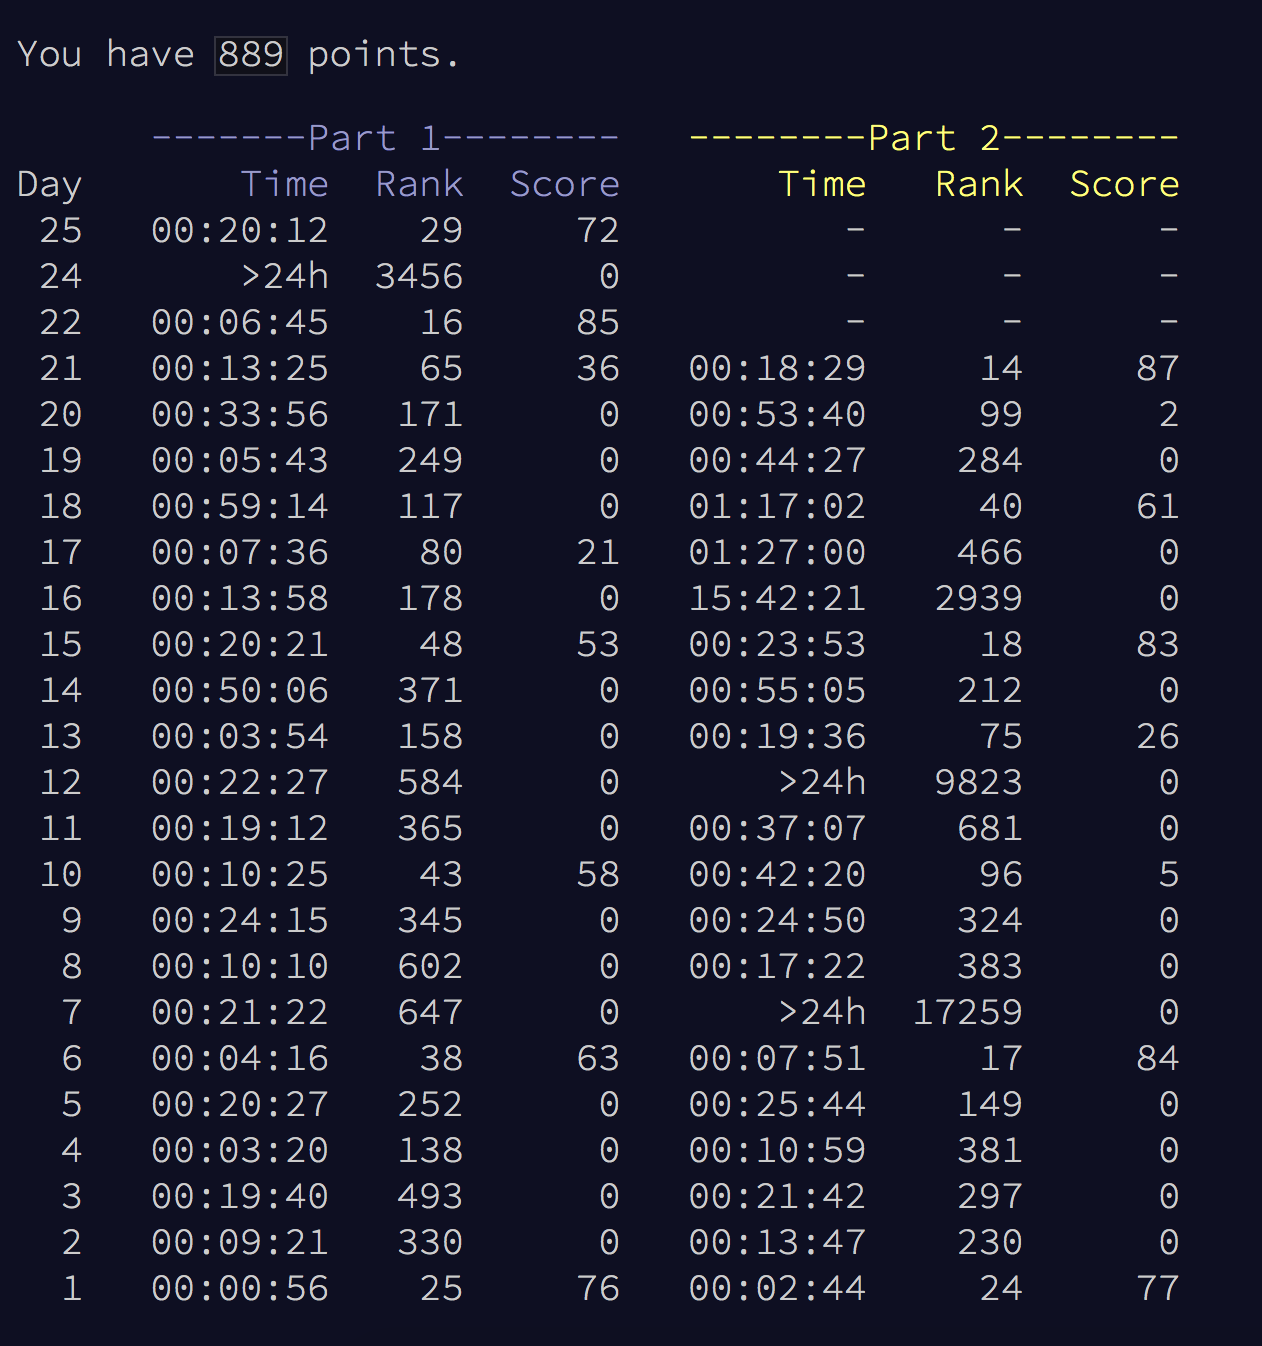 You have 889 points.
-------Part 1--------   --------Part 2--------
Day       Time  Rank  Score       Time   Rank  Score
 25   00:20:12    29     72          -      -      -
 24       >24h  3456      0          -      -      -
 22   00:06:45    16     85          -      -      -
 21   00:13:25    65     36   00:18:29     14     87
 20   00:33:56   171      0   00:53:40     99      2
 19   00:05:43   249      0   00:44:27    284      0
 18   00:59:14   117      0   01:17:02     40     61
 17   00:07:36    80     21   01:27:00    466      0
 16   00:13:58   178      0   15:42:21   2939      0
 15   00:20:21    48     53   00:23:53     18     83
 14   00:50:06   371      0   00:55:05    212      0
 13   00:03:54   158      0   00:19:36     75     26
 12   00:22:27   584      0       >24h   9823      0
 11   00:19:12   365      0   00:37:07    681      0
 10   00:10:25    43     58   00:42:20     96      5
  9   00:24:15   345      0   00:24:50    324      0
  8   00:10:10   602      0   00:17:22    383      0
  7   00:21:22   647      0       >24h  17259      0
  6   00:04:16    38     63   00:07:51     17     84
  5   00:20:27   252      0   00:25:44    149      0
  4   00:03:20   138      0   00:10:59    381      0
  3   00:19:40   493      0   00:21:42    297      0
  2   00:09:21   330      0   00:13:47    230      0
  1   00:00:56    25     76   00:02:44     24     77